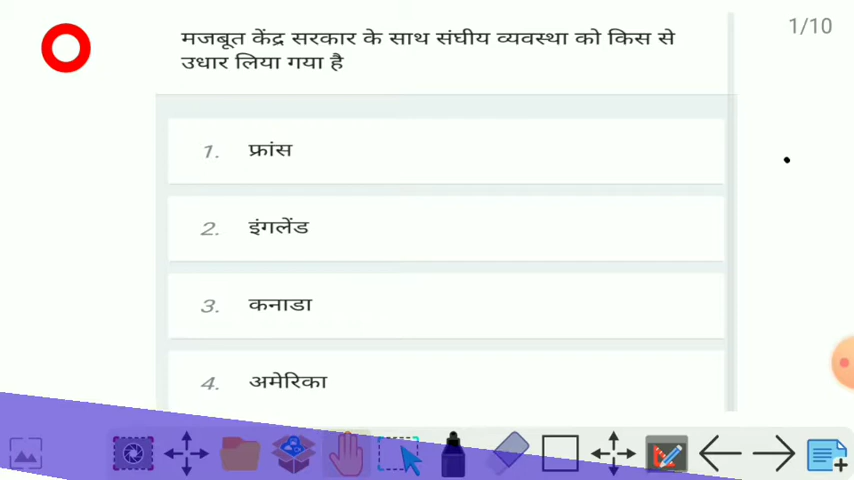 मजबूत केंद्र सरकार के साथ संघीय व्यवस्था को किस से
उधार लिया गया है
1/10
1. फ्रांस
2. इंगलेंड
3. कनाडा
4. अमेरिका